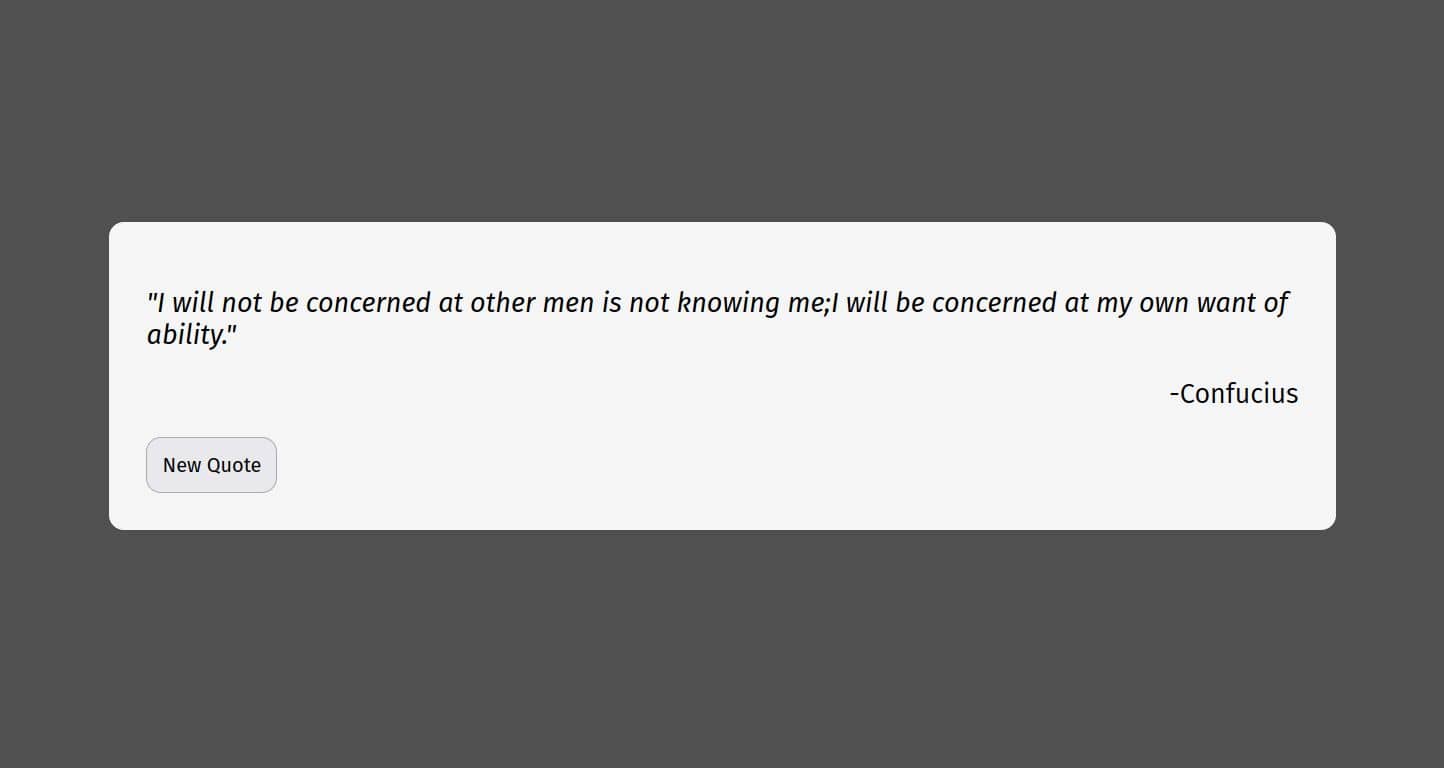 "I will not be concerned at other men is not knowing me;I will be concerned at my own want of
ability."
-Confucius
New Quote